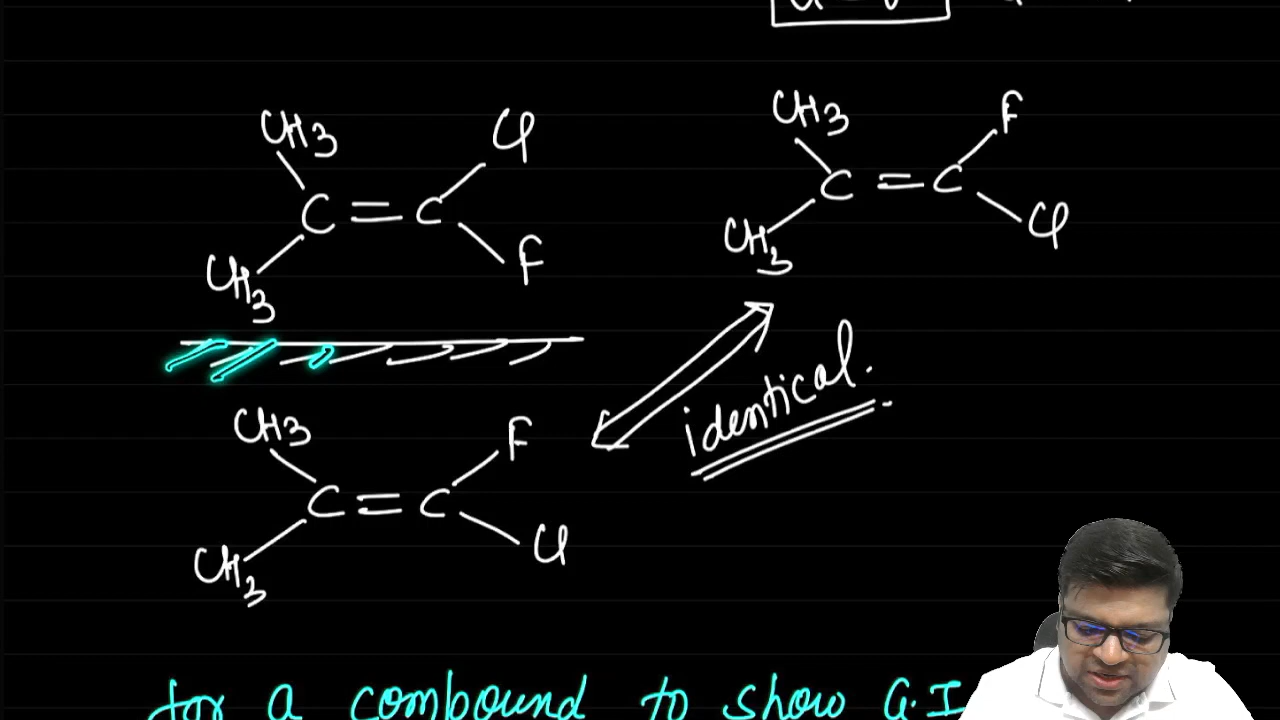 CH3 Cl
C = C
CH3 F
CH3 F
C = C
CH3 Cl
identical.
CH3 F
C = C
CH3 Cl
for a compound to show G.I